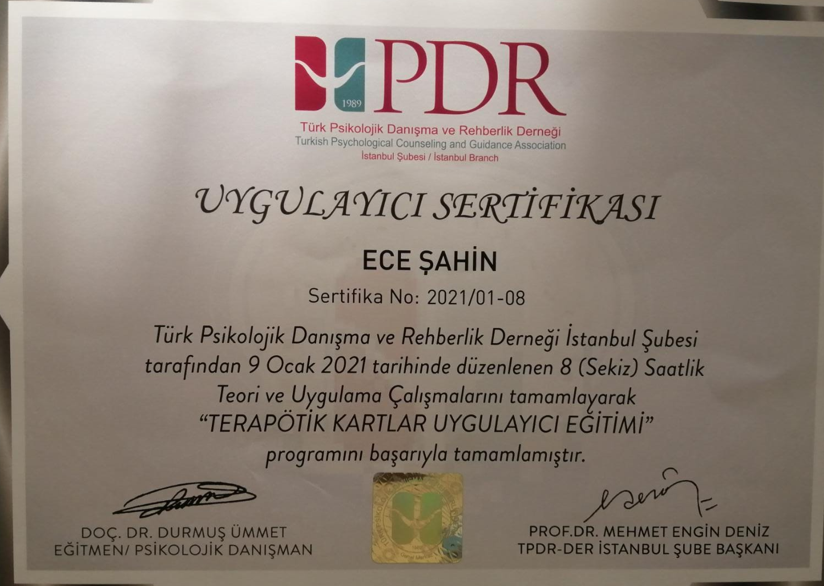 1989
PDR
Türk Psikolojik Danışma ve Rehberlik Derneği
Turkish Psychological Counseling and Guidance Association
İstanbul Şubesi / İstanbul Branch
UYGULAYICI SERTİFİKASI
ECE ŞAHİN
Sertifika No: 2021/01-08
Türk Psikolojik Danışma ve Rehberlik Derneği İstanbul Şubesi
tarafından 9 Ocak 2021 tarihinde düzenlenen 8 (Sekiz) Saatlik
Teori ve Uygulama Çalışmalarını tamamlayarak
“TERAPÖTİK KARTLAR UYGULAYICI EĞİTİMİ”
programını başarıyla tamamlamıştır.
DOÇ. DR. DURMUŞ ÜMMET
EĞİTMEN/ PSİKOLOJİK DANIŞMAN
PROF.DR. MEHMET ENGİN DENİZ
TPDR-DER İSTANBUL ŞUBE BAŞKANI